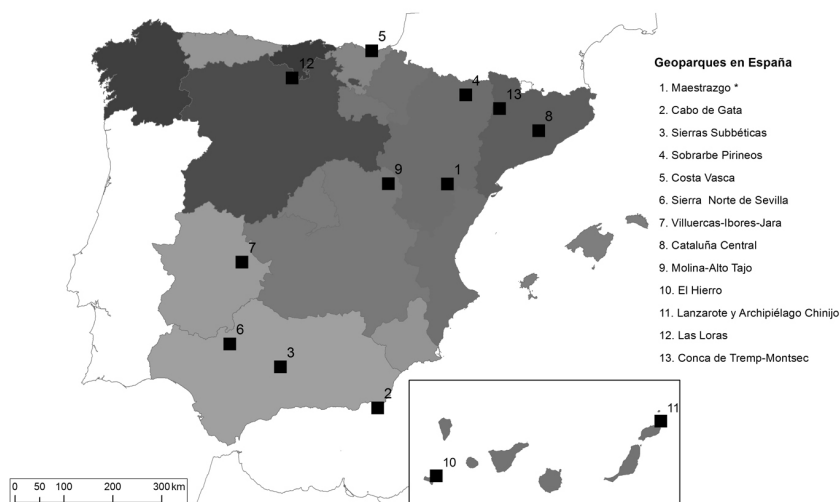 5
12
4
13
8
9
1
7
6
3
2
11
10
0 50 100 200 300 km
Geoparques en España
1. Maestrazgo *
2. Cabo de Gata
3. Sierras Subbéticas
4. Sobrarbe Pirineos
5. Costa Vasca
6. Sierra Norte de Sevilla
7. Villuercas-Ibores-Jara
8. Cataluña Central
9. Molina-Alto Tajo
10. El Hierro
11. Lanzarote y Archipiélago Chinijo
12. Las Loras
13. Conca de Tremp-Montsec